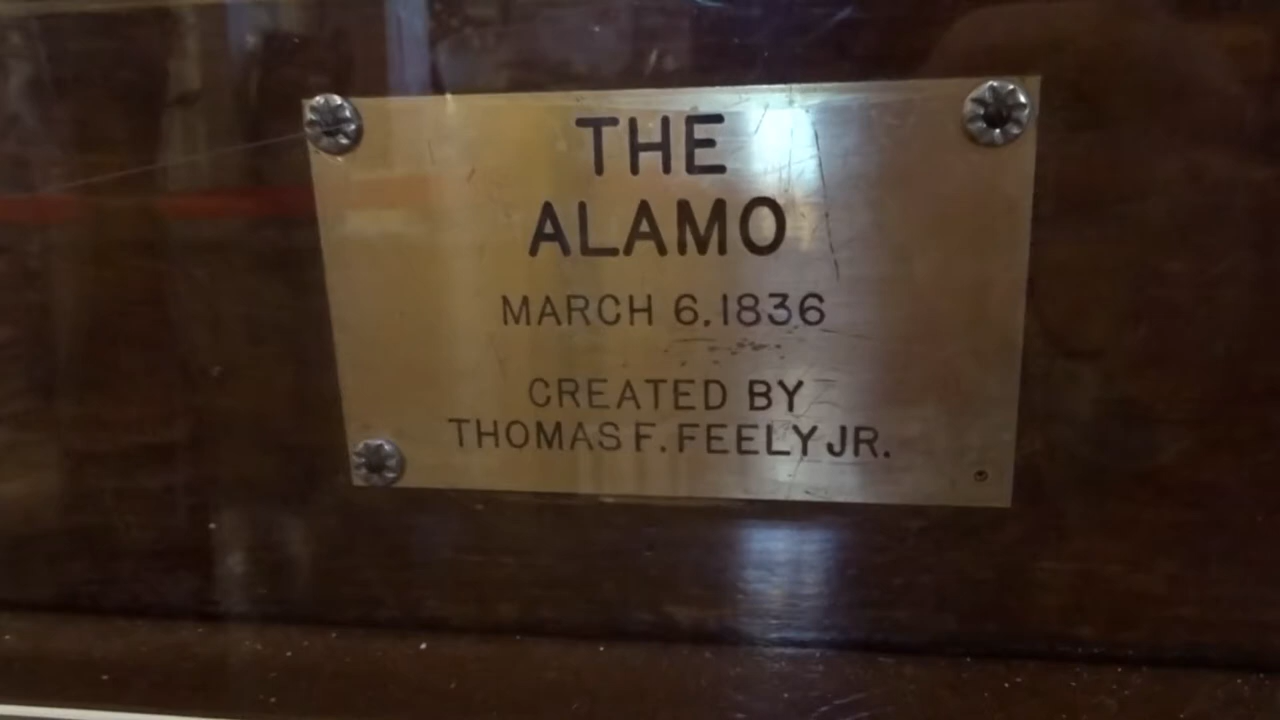 THE
ALAMO
MARCH 6, 1836
CREATED BY
THOMAS F. FEELY JR.